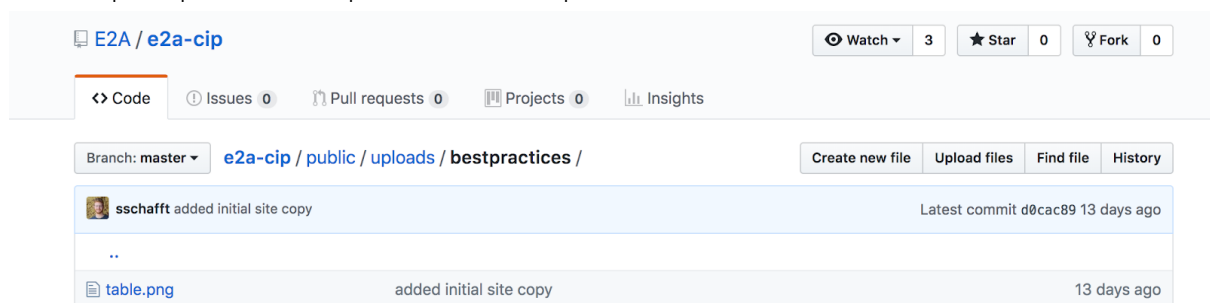 E2A / e2a-cip
Watch 3 Star 0 Fork 0
Code Issues 0 Pull requests 0 Projects 0 Insights
Branch: master e2a-cip / public / uploads / bestpractices / Create new file Upload files Find file History
sschafft added initial site copy Latest commit d0cac89 13 days ago
..
table.png added initial site copy 13 days ago